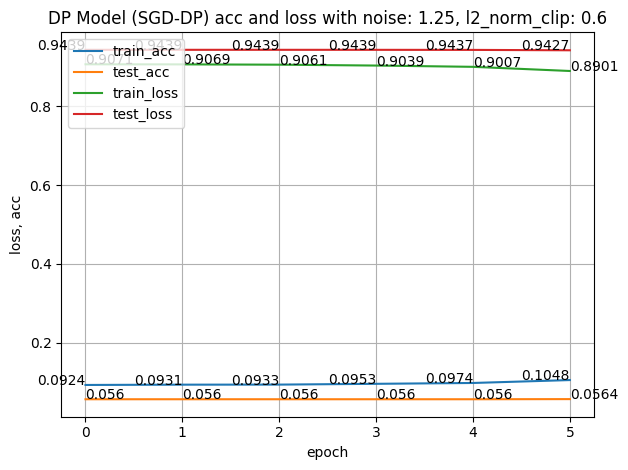 DP Model (SGD-DP) acc and loss with noise: 1.25, l2_norm_clip: 0.6
0.9439 0.9439 0.9439 0.9439 0.9437 0.9427
0.9071 0.9069 0.9061 0.9039 0.9007 0.8901
train_acc
test_acc
train_loss
test_loss
0.8
0.6
0.4
0.2
loss, acc
0.0924 0.0931 0.0933 0.0953 0.0974 0.1048
0.056 0.056 0.056 0.056 0.056 0.0564
0 1 2 3 4 5
epoch